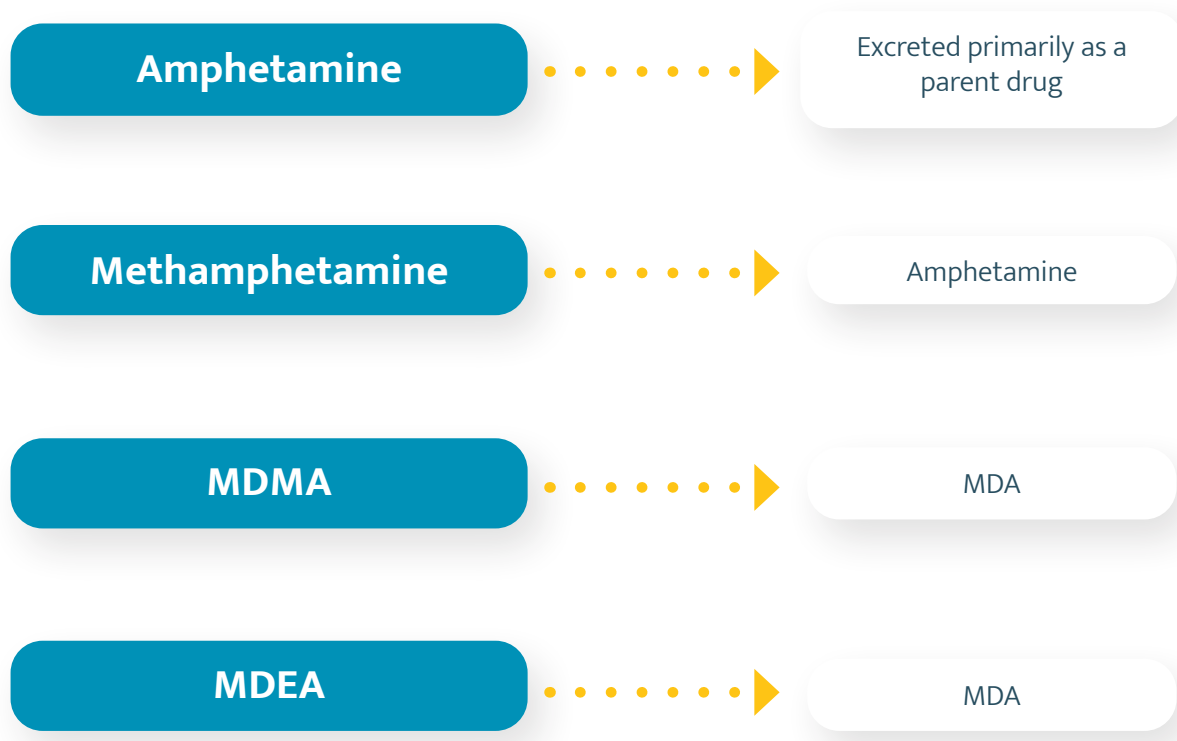 Amphetamine
Excreted primarily as a
parent drug
Methamphetamine
Amphetamine
MDMA
MDA
MDEA
MDA